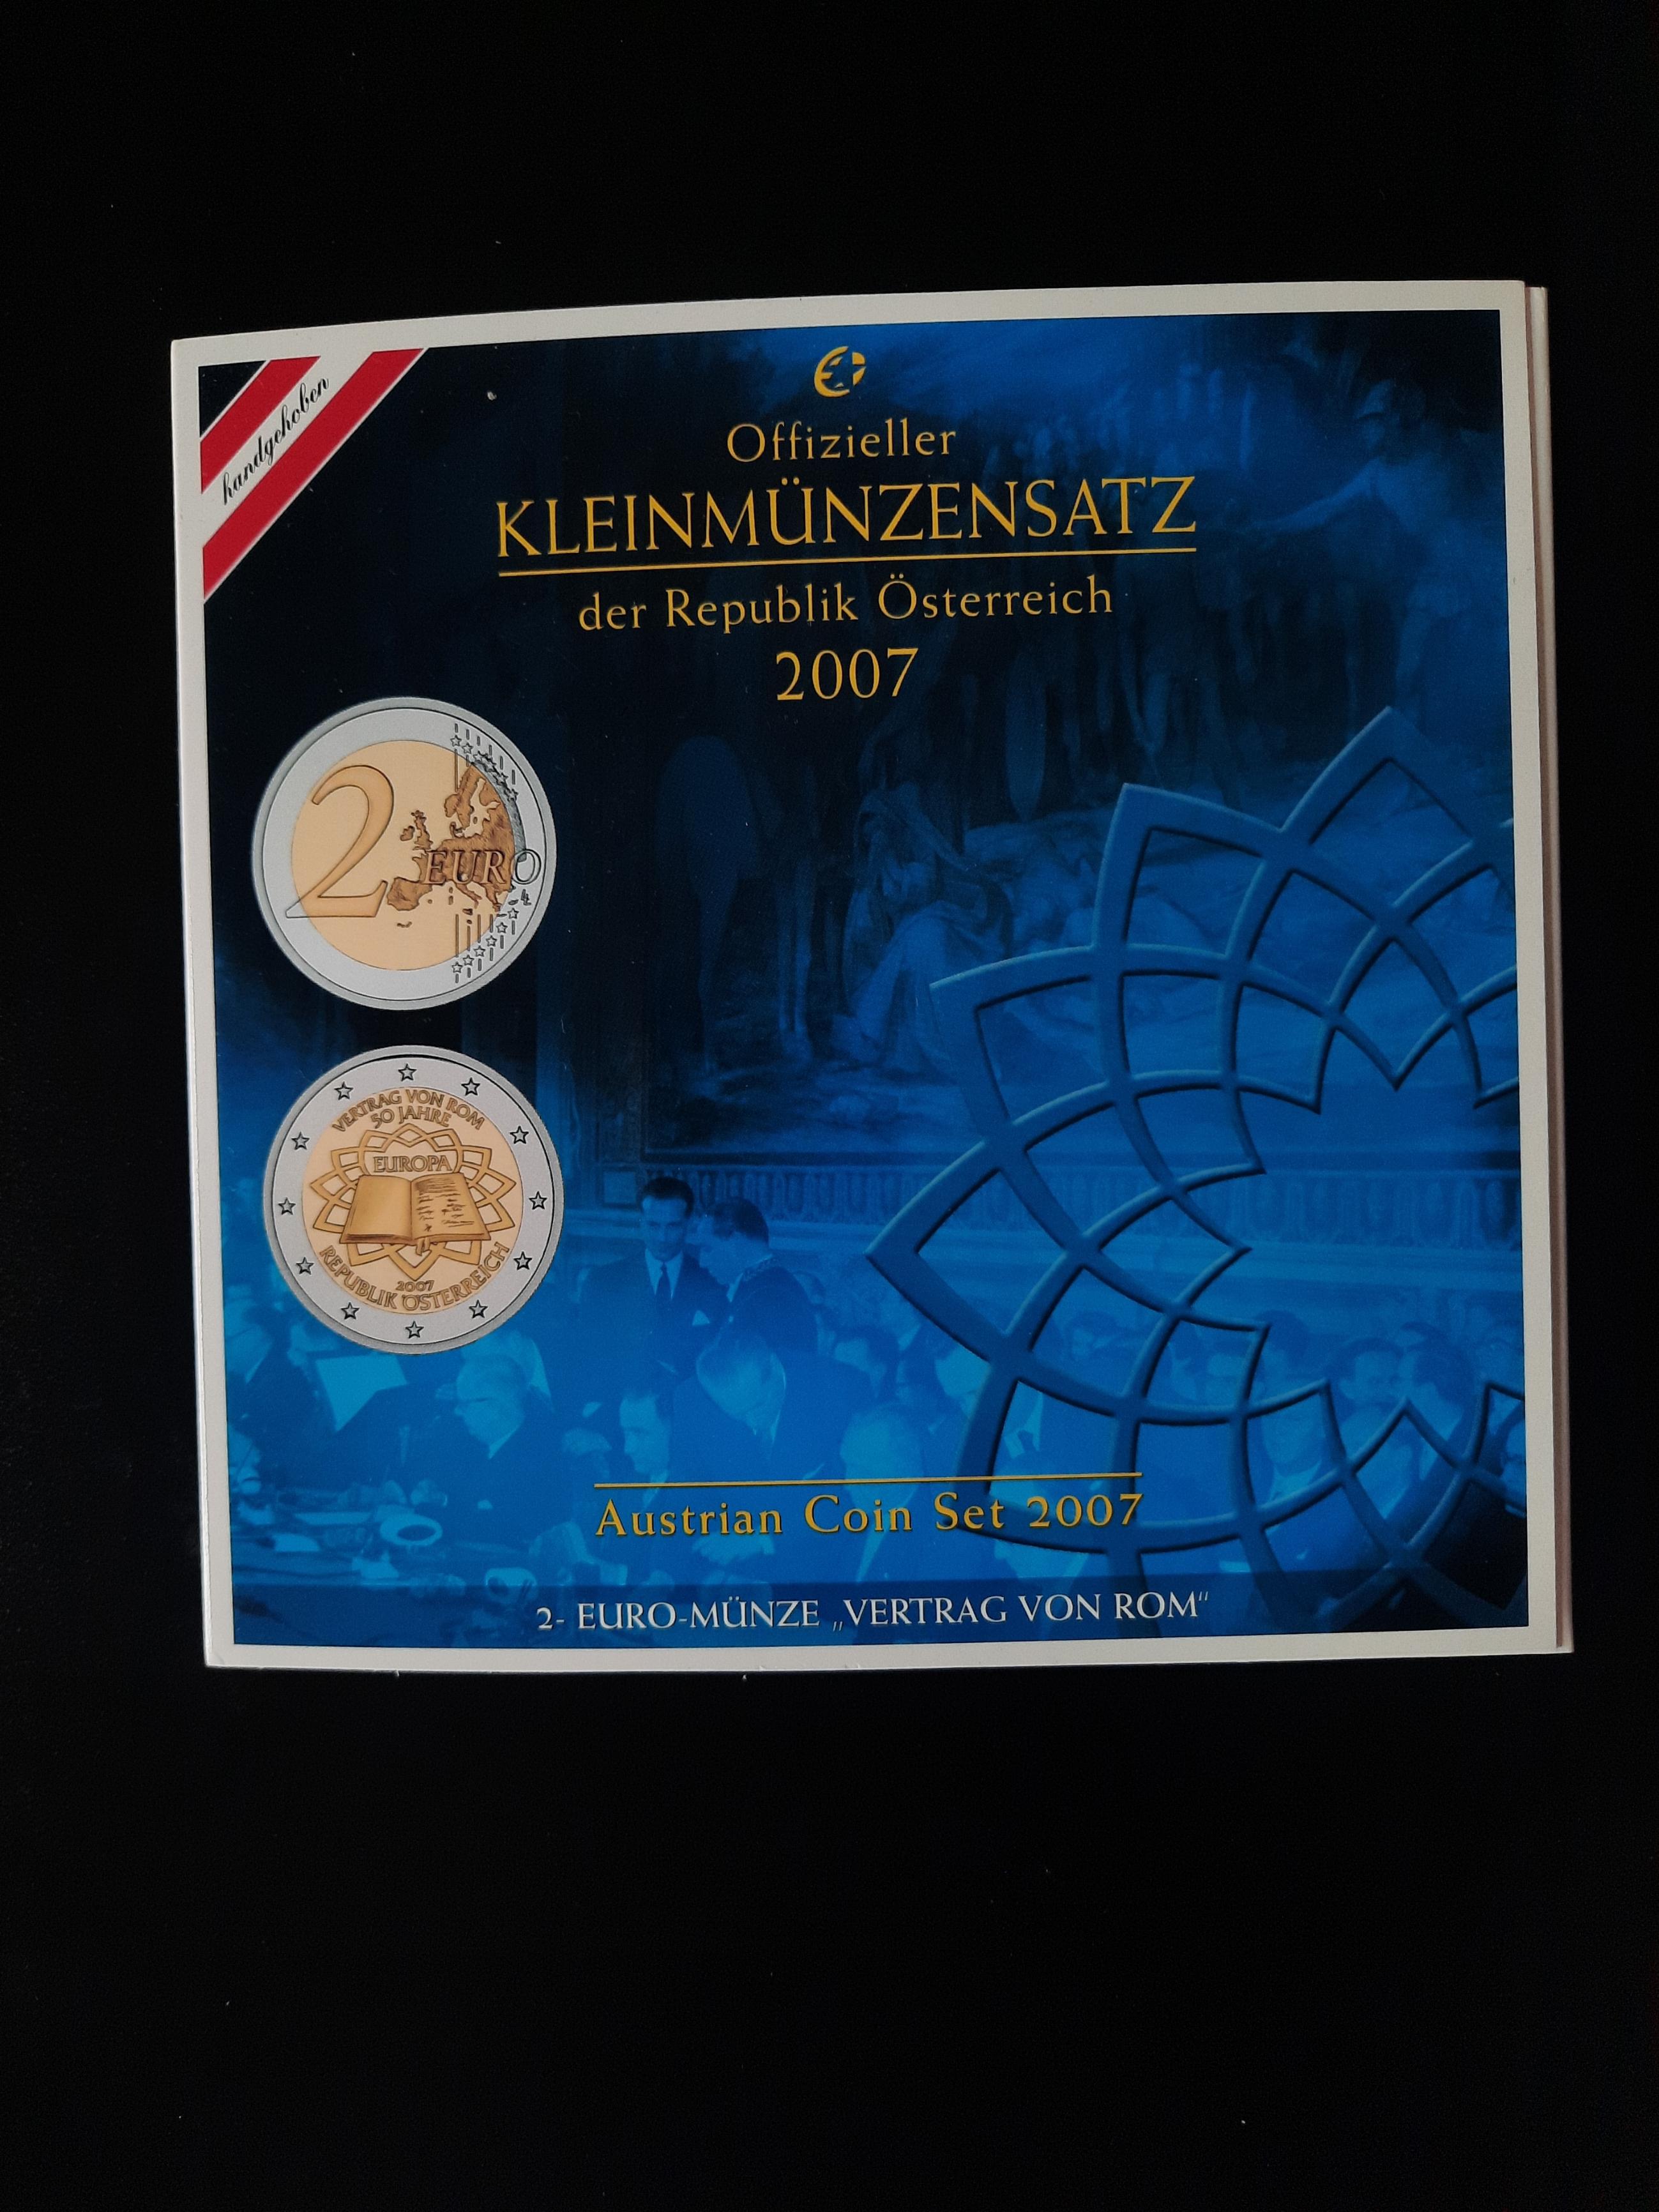 handgehoben
Offizieller
KLEINMÜNZENSATZ
der Republik Österreich
2007
2 EURO
VERTRAG VON ROM
50 JAHRE
EUROPA
2007
REPUBLIK ÖSTERREICH
Austrian Coin Set 2007
2- EURO-MÜNZE „VERTRAG VON ROM"